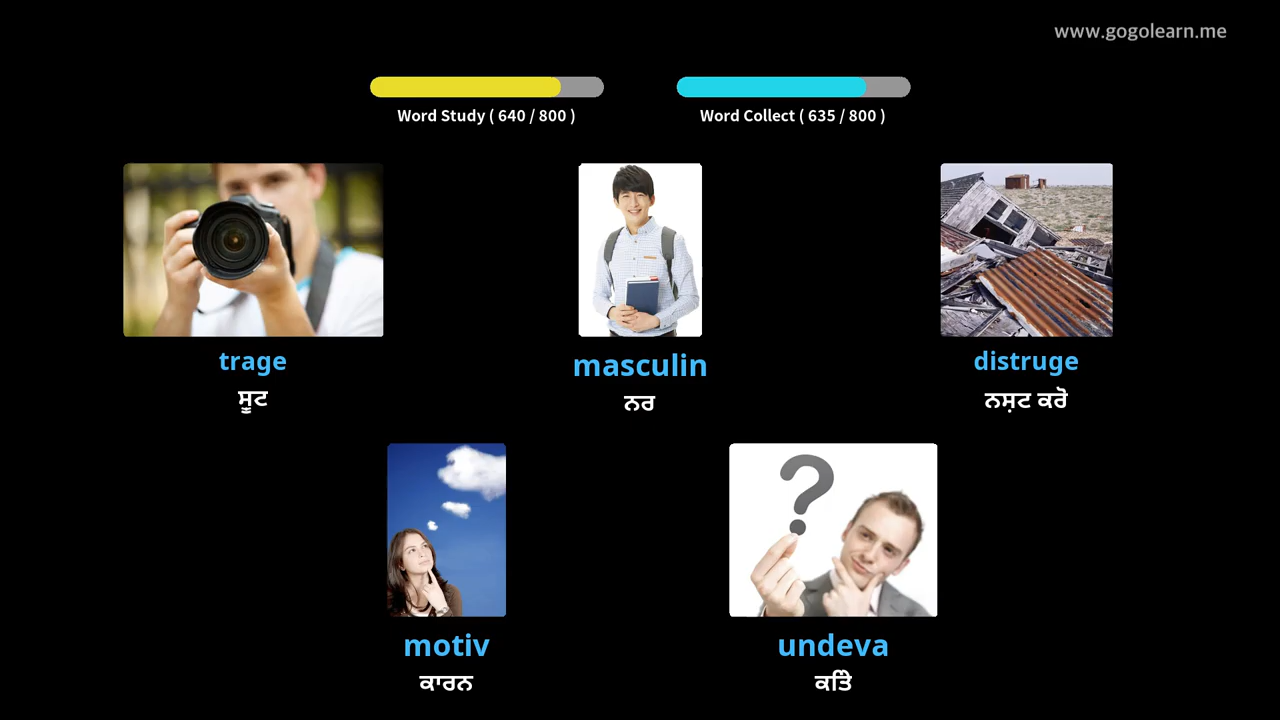 www.gogolearn.me
Word Study ( 640 / 800 )
Word Collect ( 635 / 800 )
trage
ਸ਼ੂਟ
masculin
ਨਰ
distruge
ਨਸ਼ਟ ਕਰੋ
motiv
ਕਾਰਨ
undeva
ਕਤਿੇ